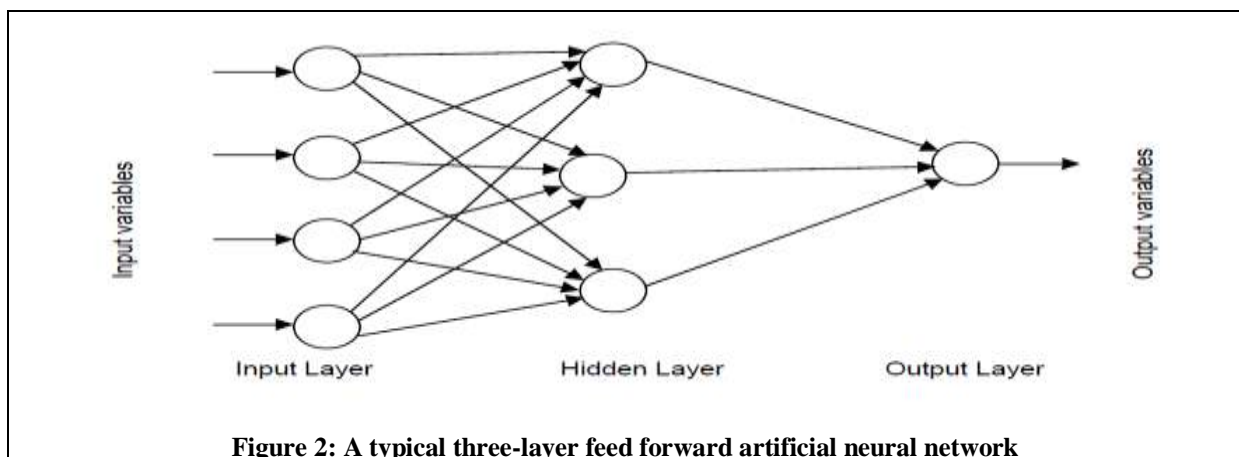 Input variables
Output variables
Input Layer
Hidden Layer
Output Layer
Figure 2: A typical three-layer feed forward artificial neural network